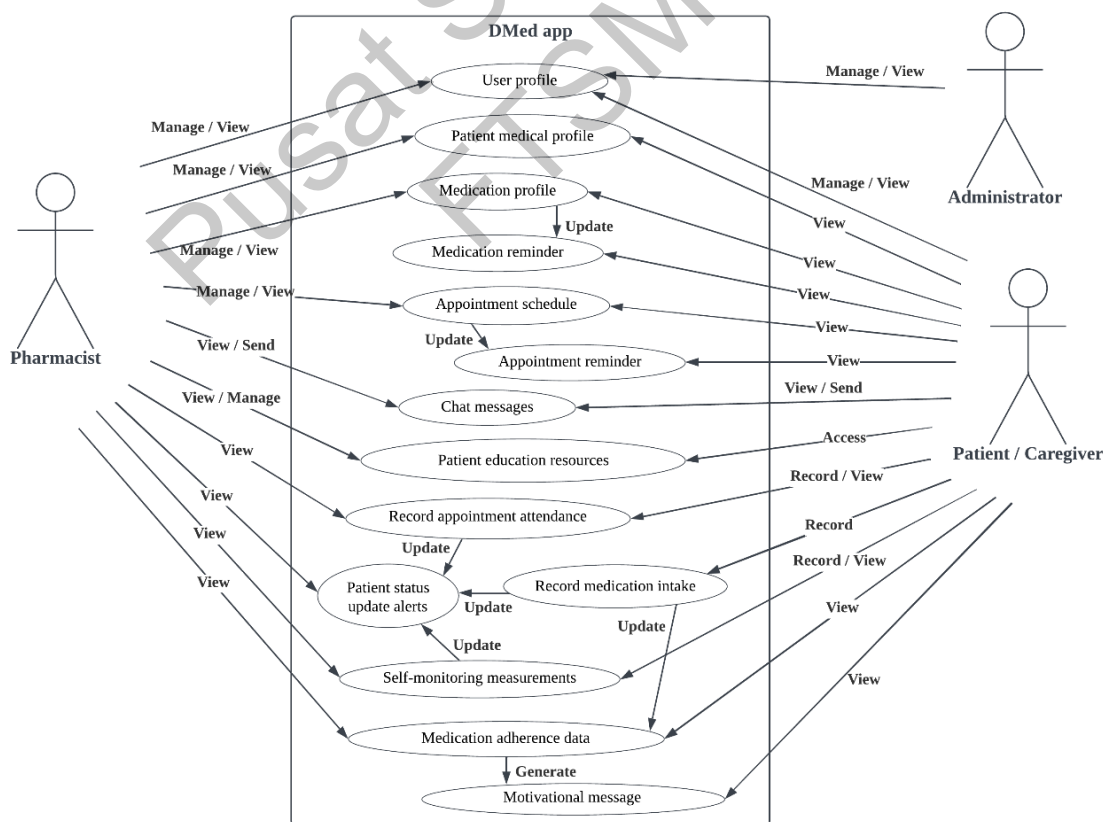 DMed app
User profile
Manage / View
Manage / View
Patient medical profile
Manage / View
Administrator
Manage / View
Medication profile
View
Update
Manage / View
Medication reminder
View
Manage / View
Appointment schedule
View
View
Update
View / Send
Pharmacist
Appointment reminder
View
View / Send
View / Manage
Chat messages
Access
View
Patient education resources
Patient / Caregiver
Record / View
View
Record appointment attendance
Record
View
Update
Record / View
Patient status
update alerts
Record medication intake
View
Update
View
Update
Update
Self-monitoring measurements
View
Medication adherence data
Generate
Motivational message
Pusat S
FTSM